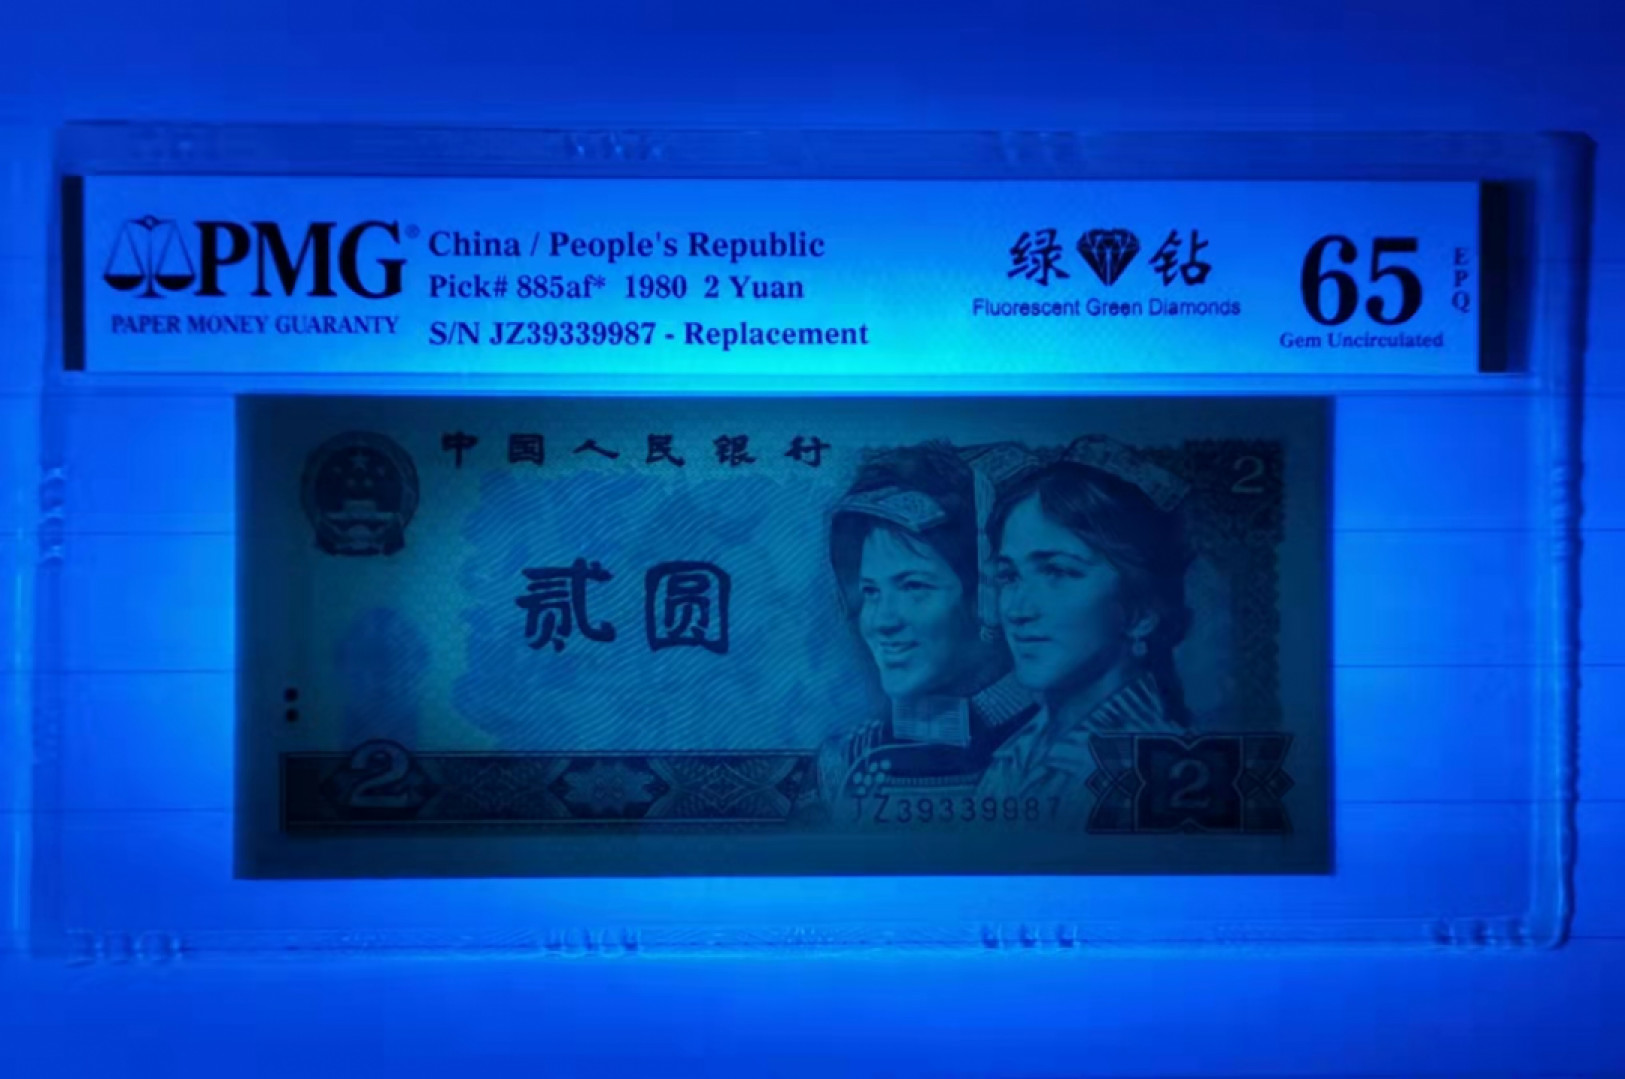 PMG®
PAPER MONEY GUARANTY
China / People's Republic
Pick# 885af* 1980 2 Yuan
S/N JZ39339987 - Replacement
绿钻
Fluorescent Green Diamonds
65
EPQ
Gem Uncirculated
中国人民银行
2
贰圆
2
JZ39339987
2